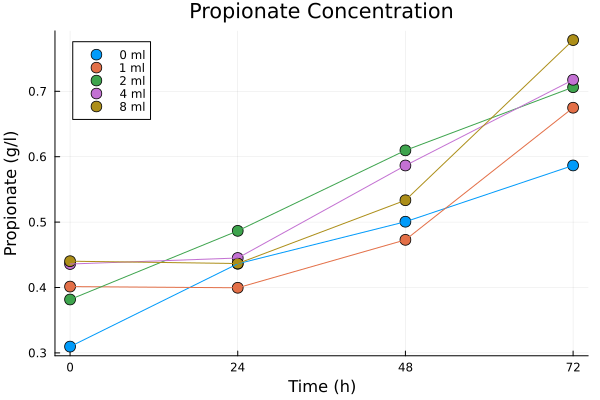 Propionate Concentration
0 ml
1 ml
2 ml
4 ml
8 ml
Propionate (g/l)
0.7
0.6
0.5
0.4
0.3
0 24 48 72
Time (h)